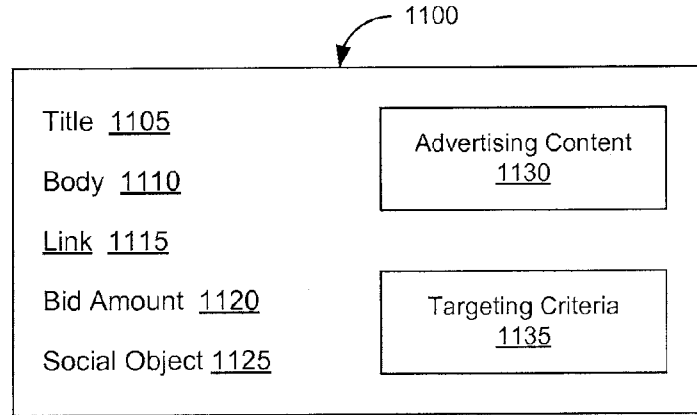 1100
Title 1105
Body 1110
Link 1115
Bid Amount 1120
Social Object 1125
Advertising Content
1130
Targeting Criteria
1135